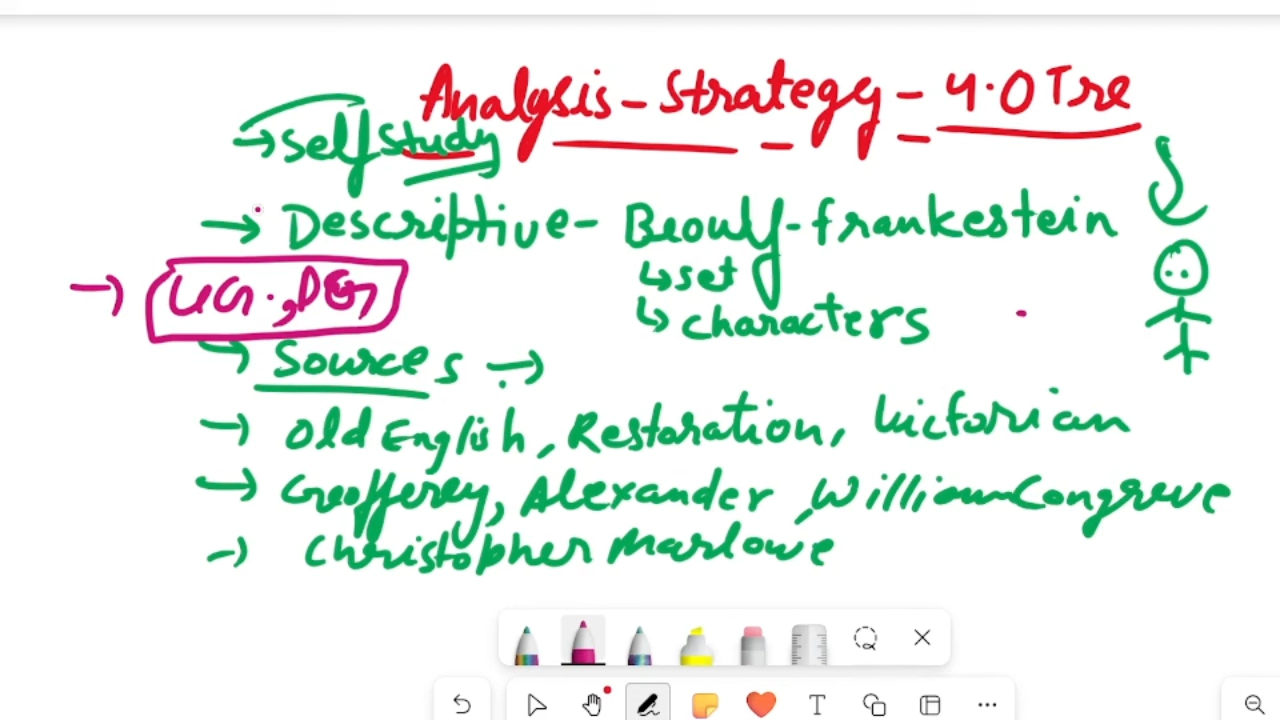 Analysis - Strategy - 4.0 Tre
→ Self Study
→ Descriptive - Beowulf - frankestein
↳ set
↳ characters
→ UG.,
→ Sources →
→ Old English, Restoration, Victorian
→ Geofferey, Alexander, William Congreve
→ Christopher Marlowe
T